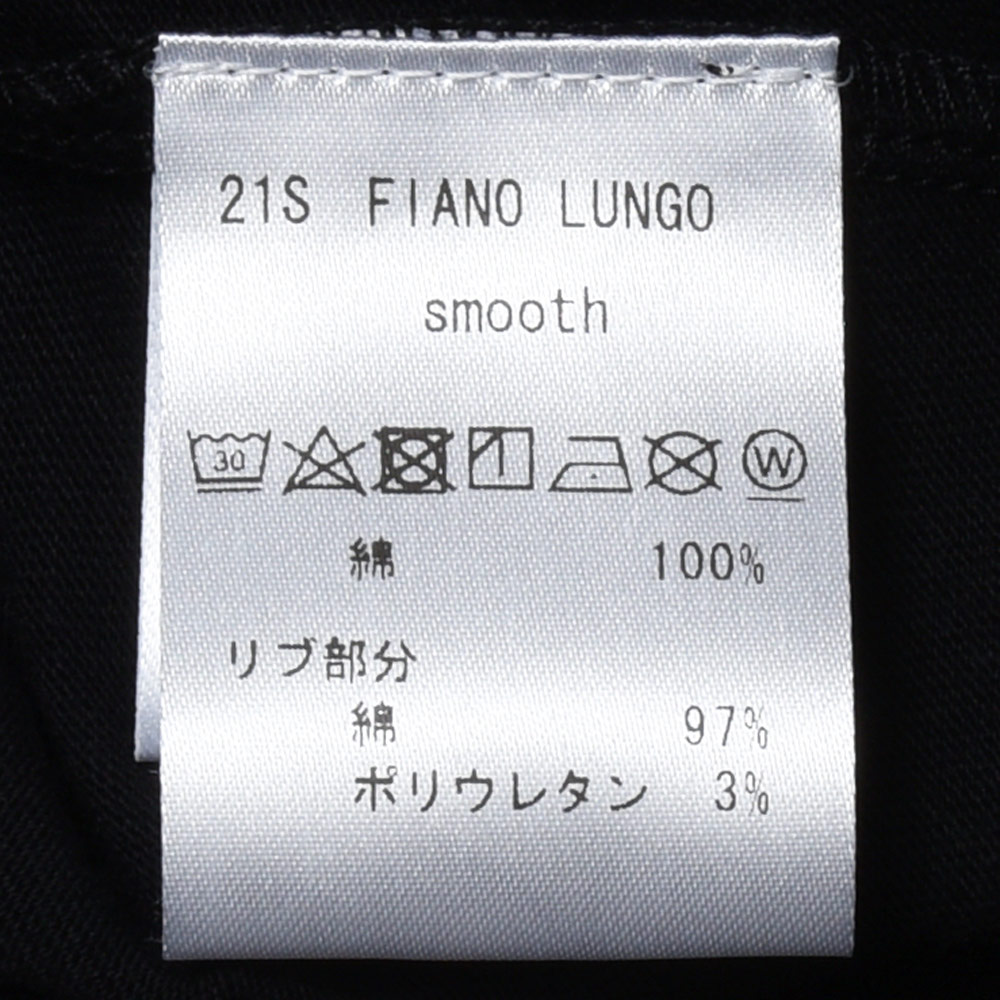 21S FIANO LUNGO
smooth
30 W
綿 100%
リブ部分
綿 97%
ポリウレタン 3%